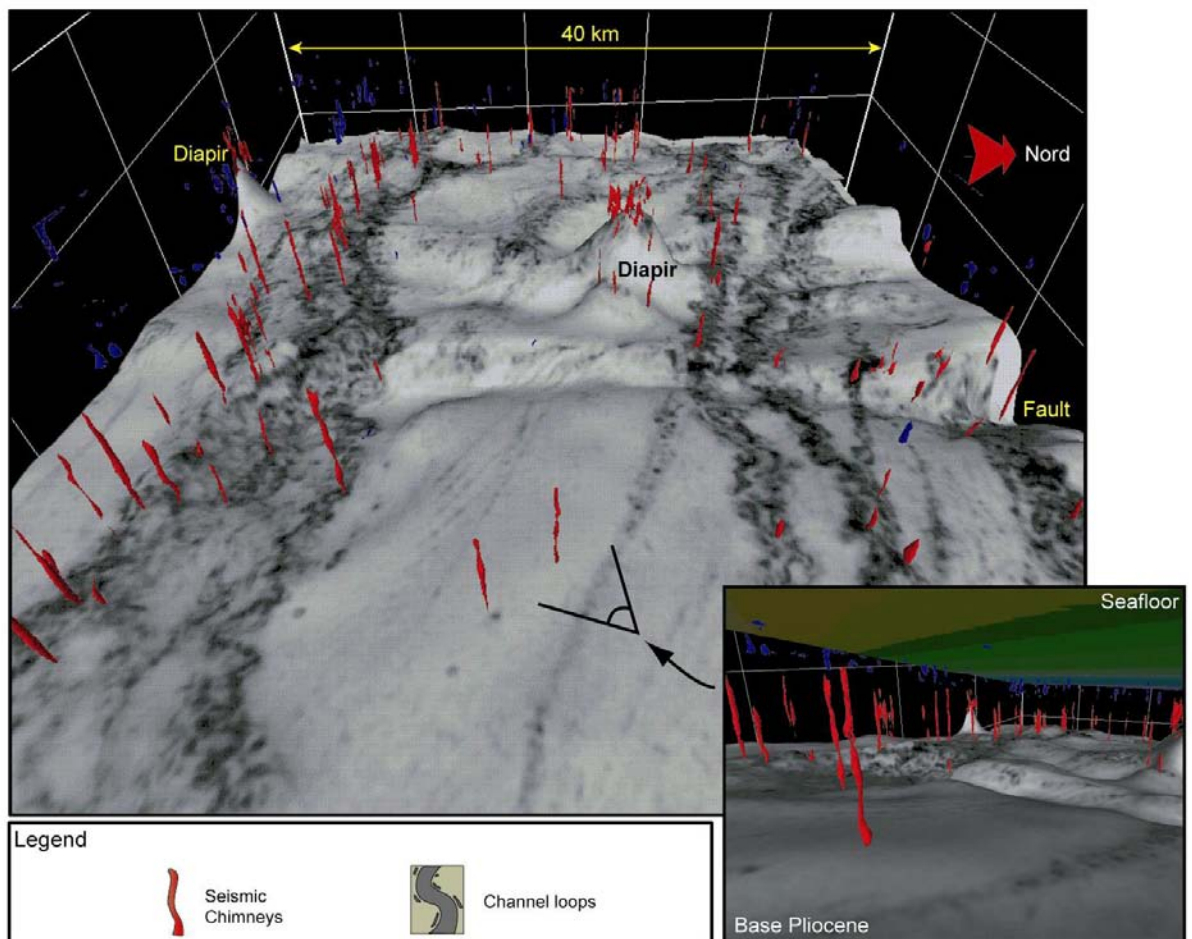 40 km
Diapir
Nord
Diapir
Fault
Seafloor
Base Pliocene
Legend
Seismic
Chimneys
Channel loops